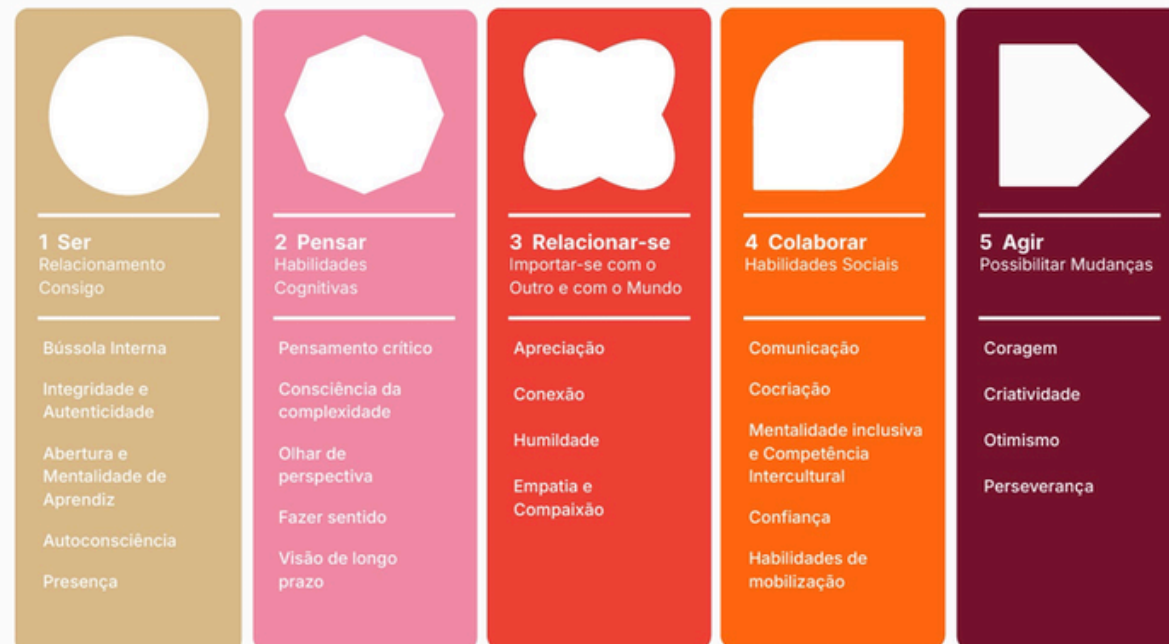 1 Ser
Relacionamento
Consigo
Bússola Interna
Integridade e
Autenticidade
Abertura e
Mentalidade de
Aprendiz
Autoconsciência
Presença
2 Pensar
Habilidades
Cognitivas
Pensamento crítico
Consciência da
complexidade
Olhar de
perspectiva
Fazer sentido
Visão de longo
prazo
3 Relacionar-se
Importar-se com o
Outro e com o Mundo
Apreciação
Conexão
Humildade
Empatia e
Compaixão
4 Colaborar
Habilidades Sociais
Comunicação
Cocriação
Mentalidade inclusiva
e Competência
Intercultural
Confiança
Habilidades de
mobilização
5 Agir
Possibilitar Mudanças
Coragem
Criatividade
Otimismo
Perseverança